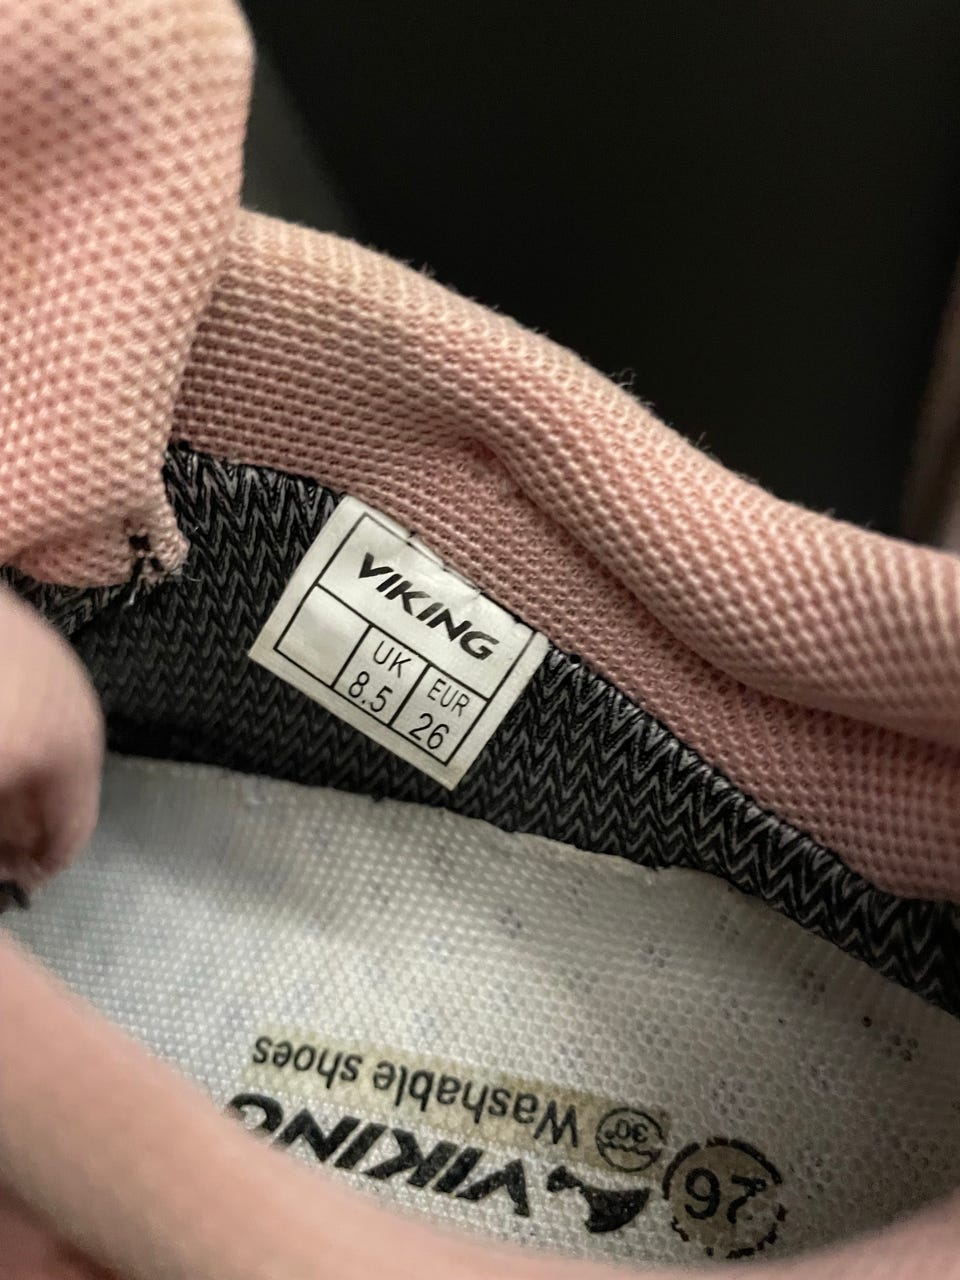 VIKING
UK EUR
8.5 26
Washable shoes
30°
VIKING
26